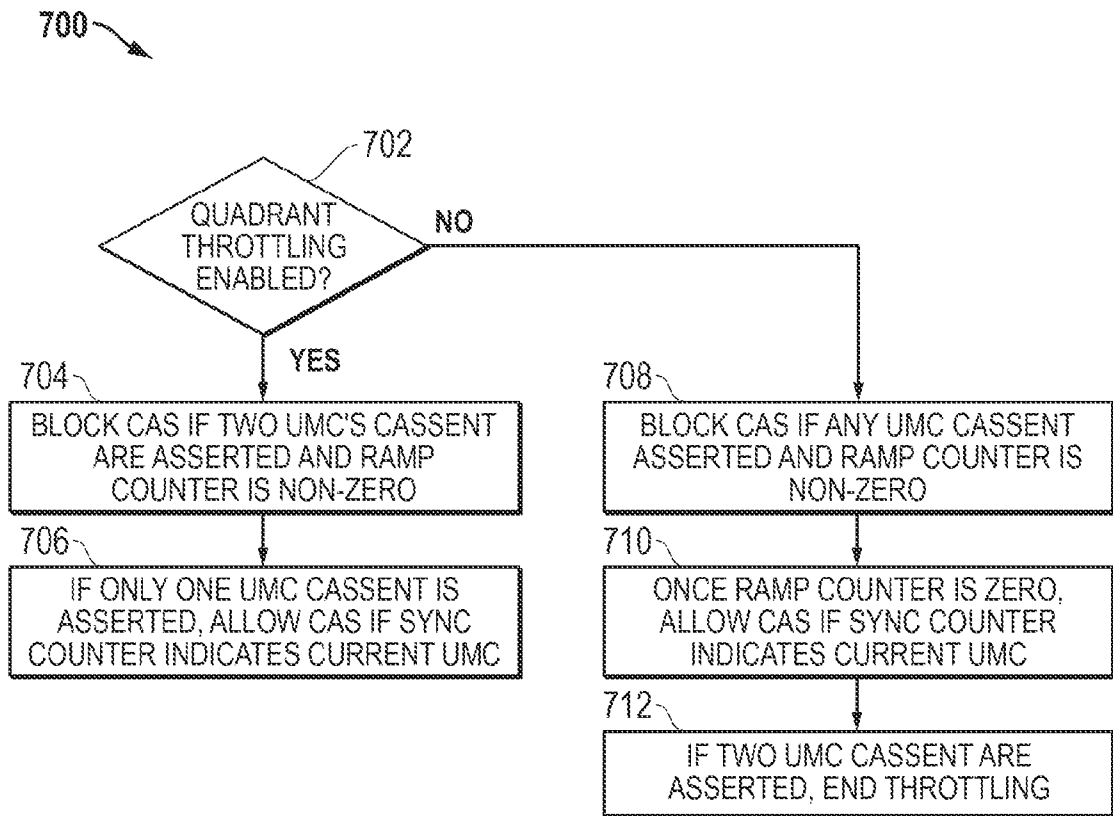 700
702
QUADRANT
THROTTLING
ENABLED?
NO
YES
704
BLOCK CAS IF TWO UMC'S CASSENT
ARE ASSERTED AND RAMP
COUNTER IS NON-ZERO
706
IF ONLY ONE UMC CASSENT IS
ASSERTED, ALLOW CAS IF SYNC
COUNTER INDICATES CURRENT UMC
708
BLOCK CAS IF ANY UMC CASSENT
ASSERTED AND RAMP COUNTER IS
NON-ZERO
710
ONCE RAMP COUNTER IS ZERO,
ALLOW CAS IF SYNC COUNTER
INDICATES CURRENT UMC
712
IF TWO UMC CASSENT ARE
ASSERTED, END THROTTLING